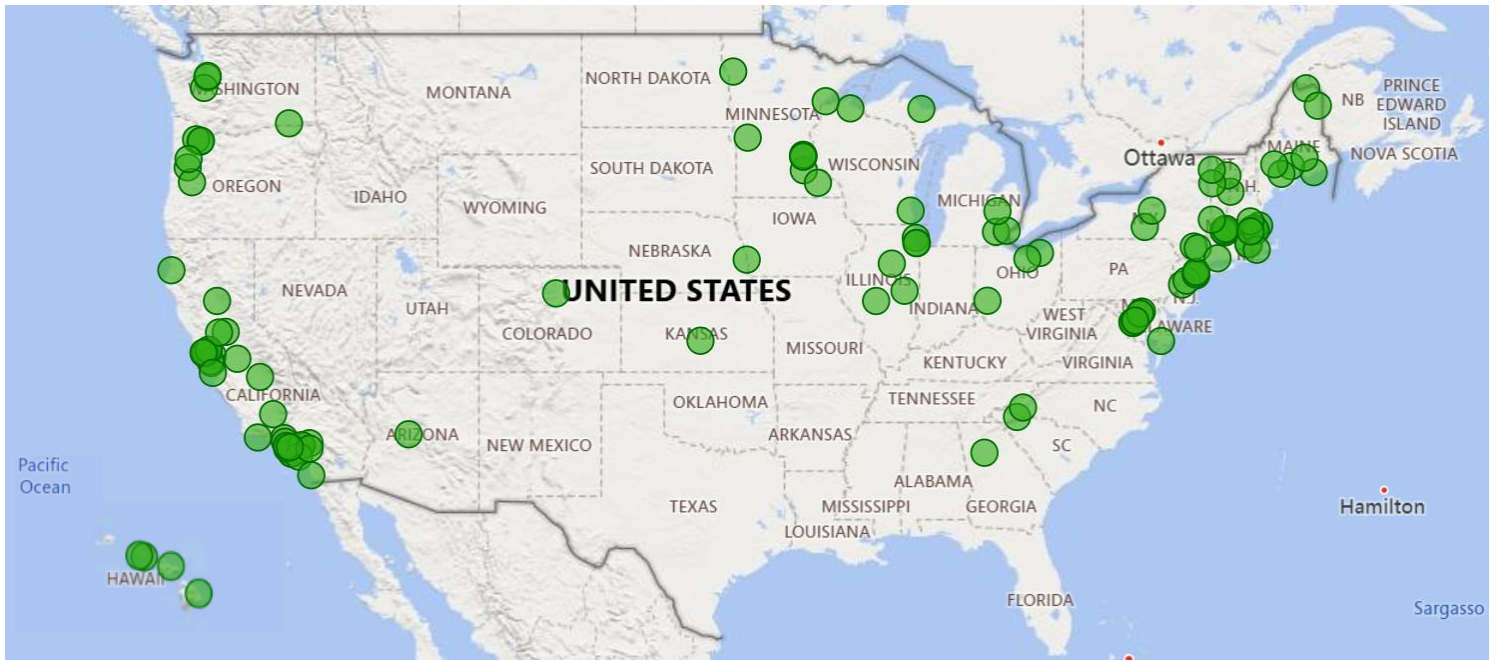 WASHINGTON
MONTANA
NORTH DAKOTA
MINNESOTA
PRINCE
EDWARD
ISLAND
NB
Ottawa
MAINE
NOVA SCOTIA
OREGON
IDAHO
WYOMING
SOUTH DAKOTA
WISCONSIN
MICHIGAN
N.H.
IOWA
NEBRASKA
NEVADA
UTAH
UNITED STATES
COLORADO
KANSAS
ILLINOIS
INDIANA
OHIO
PA
N.J.
MISSOURI
WEST
VIRGINIA
DELAWARE
KENTUCKY
VIRGINIA
CALIFORNIA
ARIZONA
NEW MEXICO
OKLAHOMA
ARKANSAS
TENNESSEE
NC
SC
ALABAMA
MISSISSIPPI
GEORGIA
TEXAS
LOUISIANA
FLORIDA
Pacific
Ocean
HAWAII
Hamilton
Sargasso